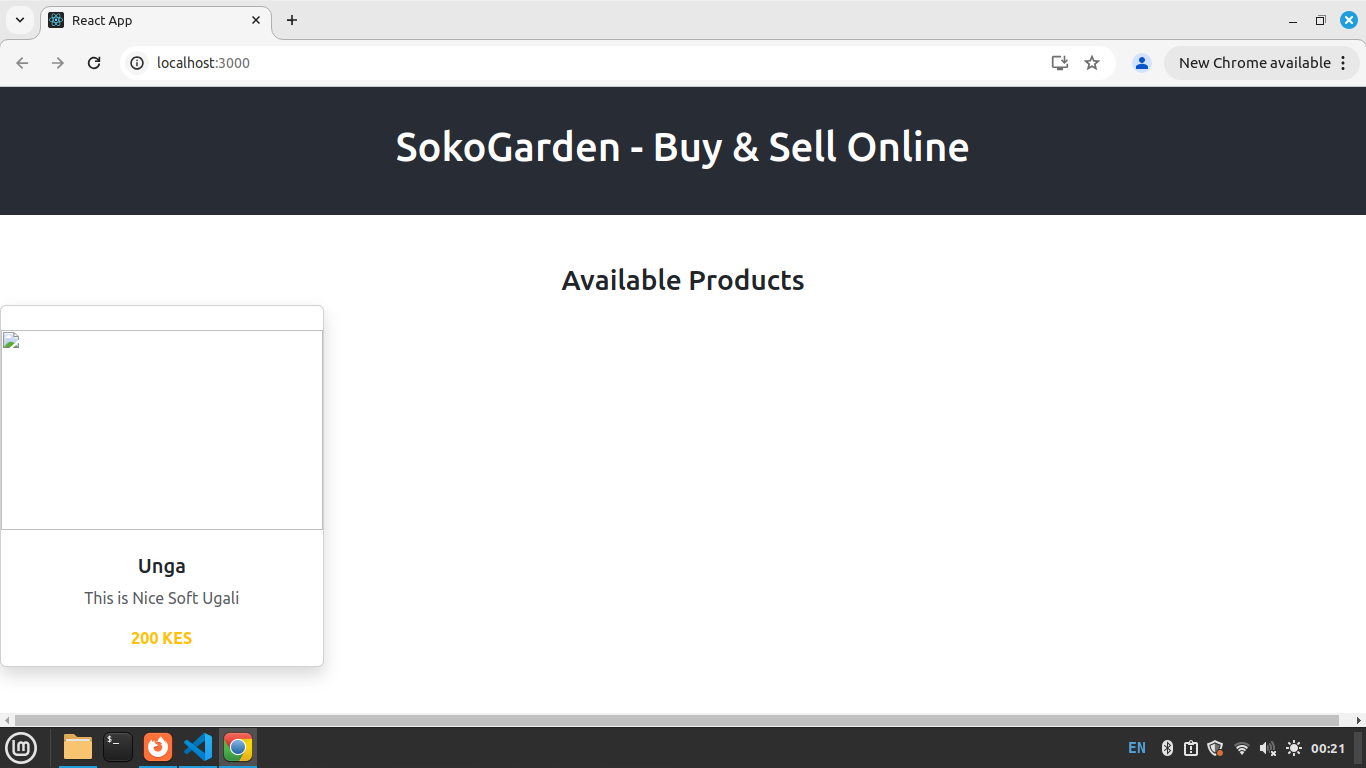 React App
localhost:3000
New Chrome available
SokoGarden - Buy & Sell Online
Available Products
Unga
This is Nice Soft Ugali
200 KES
$_
EN
00:21